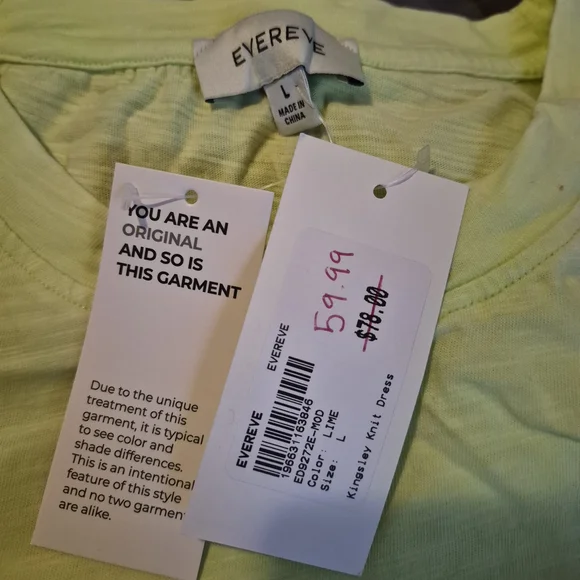 EVEREVE
L
MADE IN
CHINA
YOU ARE AN
ORIGINAL
AND SO IS
THIS GARMENT
Due to the unique
treatment of this
garment, it is typical
to see color and
shade differences.
This is an intentional
feature of this style
and no two garmen
are alike.
59.99
$78.00
EVEREVE
EVEREVE
196631163846
ED9272E-MOD
Color: LIME
Size: L
Kingsley Knit Dress
EVEREVE